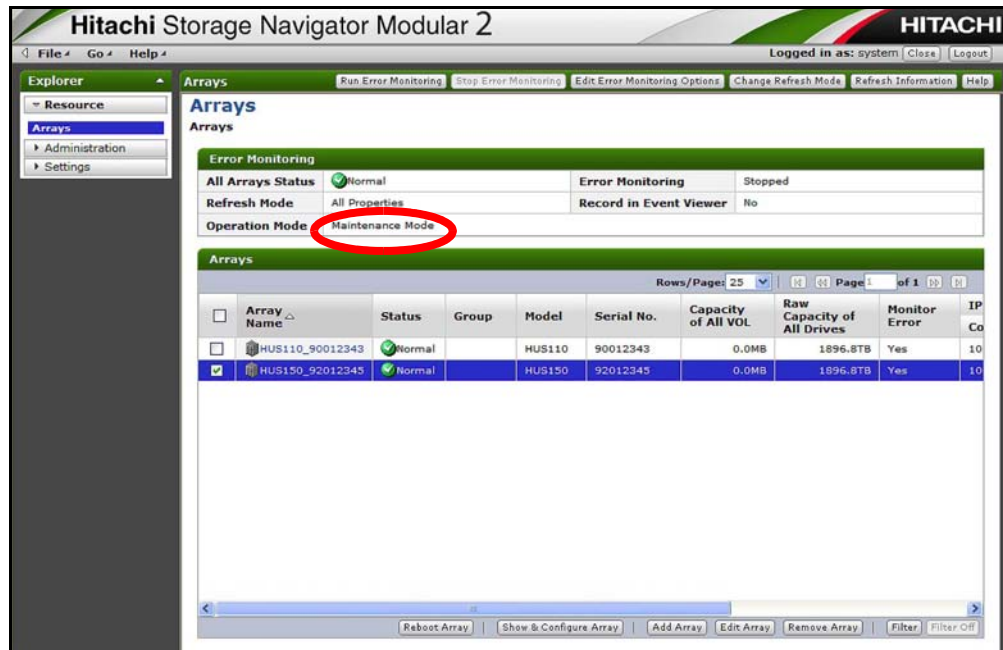 Hitachi Storage Navigator Modular 2
HITACHI
File Go Help
Logged in as: system Close Logout
Explorer
Resource
Arrays
Administration
Settings
Arrays Run Error Monitoring Stop Error Monitoring Edit Error Monitoring Options Change Refresh Mode Refresh Information Help
Arrays
Arrays
Error Monitoring
All Arrays Status Normal Error Monitoring Stopped
Refresh Mode All Properties Record in Event Viewer No
Operation Mode Maintenance Mode
Arrays
Rows/Page: 25 Page 1 of 1
Array Name Status Group Model Serial No. Capacity of All VOL Raw Capacity of All Drives Monitor Error IP Co
HUS110_90012343 Normal HUS110 90012343 0.0MB 1896.8TB Yes 10
HUS150_92012345 Normal HUS150 92012345 0.0MB 1896.8TB Yes 10
Reboot Array | Show & Configure Array | Add Array Edit Array Remove Array | Filter Filter Off